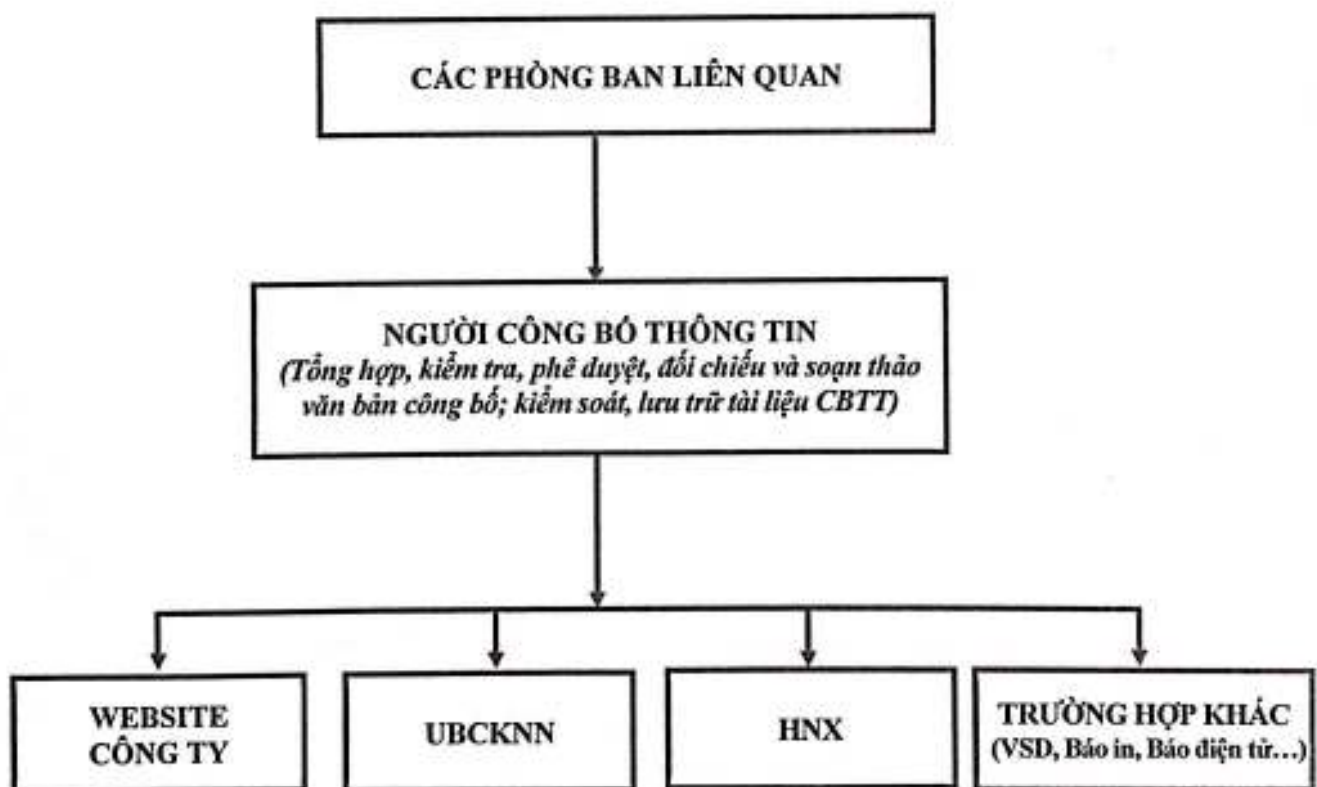 CÁC PHÒNG BAN LIÊN QUAN
NGƯỜI CÔNG BỐ THÔNG TIN
(Tổng hợp, kiểm tra, phê duyệt, đối chiếu và soạn thảo
văn bản công bố; kiểm soát, lưu trữ tài liệu CBTT)
WEBSITE
CÔNG TY
UBCKNN
HNX
TRƯỜNG HỢP KHÁC
(VSD, Báo in, Báo điện tử...)